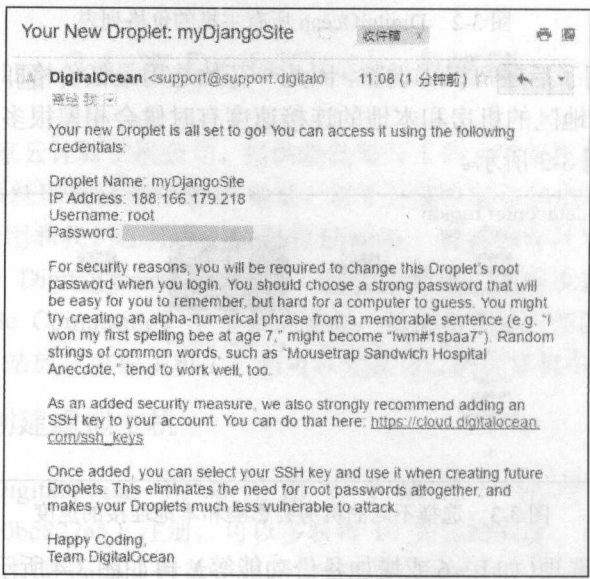 Your New Droplet: myDjangoSite 收件箱 x
DigitalOcean <support@support.digitalo 11:08 (1 分钟前)
寄给 我
Your new Droplet is all set to go! You can access it using the following
credentials:
Droplet Name: myDjangoSite
IP Address: 188.166.179.218
Username: root
Password:
For security reasons, you will be required to change this Droplet's root
password when you login. You should choose a strong password that will
be easy for you to remember, but hard for a computer to guess. You might
try creating an alpha-numerical phrase from a memorable sentence (e.g. "I
won my first spelling bee at age 7," might become "Iwm#1sbaa7"). Random
strings of common words, such as "Mousetrap Sandwich Hospital
Anecdote," tend to work well, too.
As an added security measure, we also strongly recommend adding an
SSH key to your account. You can do that here: https://cloud.digitalocean.
com/ssh_keys
Once added, you can select your SSH key and use it when creating future
Droplets. This eliminates the need for root passwords altogether, and
makes your Droplets much less vulnerable to attack.
Happy Coding,
Team DigitalOcean